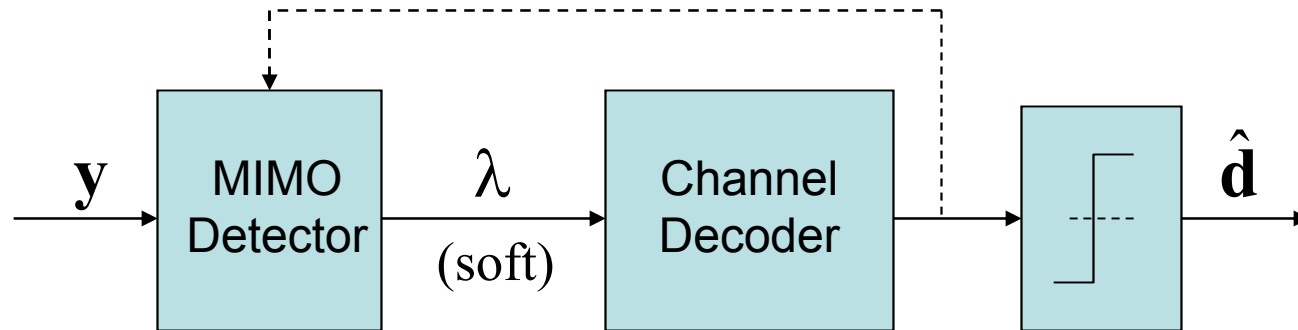 y
MIMO
Detector
λ
(soft)
Channel
Decoder
d̂